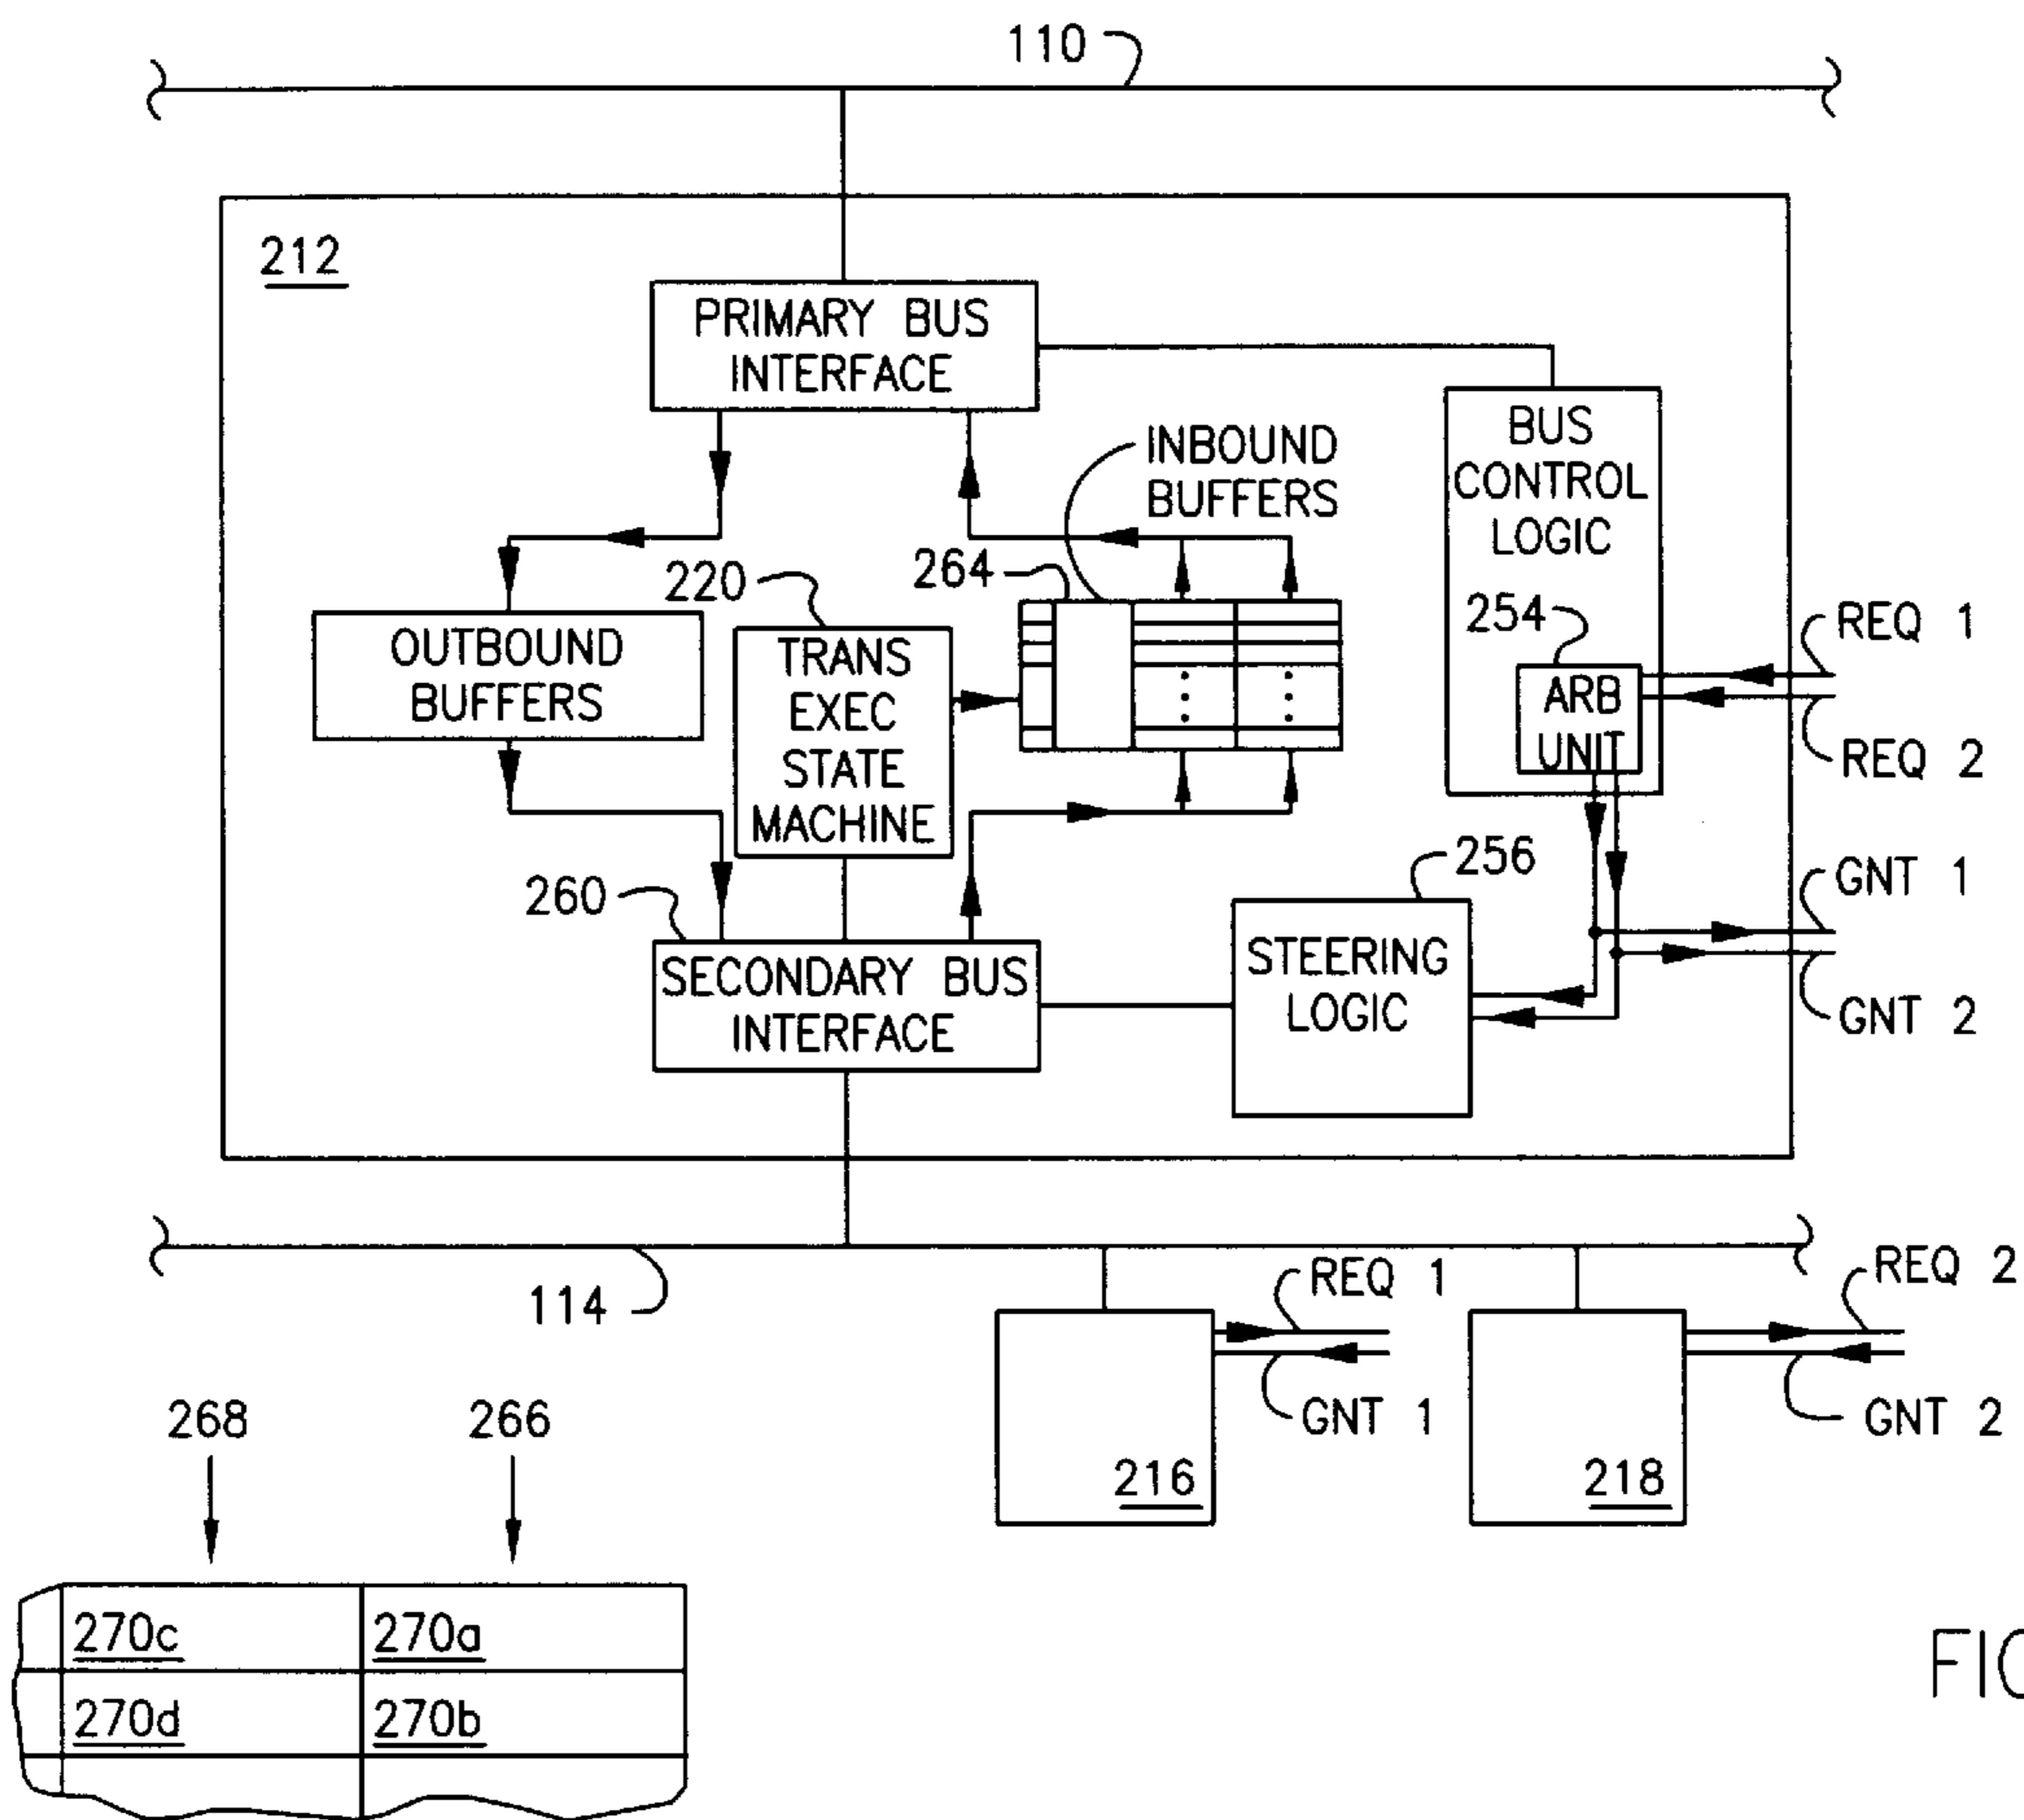 110
212
PRIMARY BUS
INTERFACE
INBOUND
BUFFERS
BUS
CONTROL
LOGIC
220
264
254
REQ 1
OUTBOUND
BUFFERS
TRANS
EXEC
STATE
MACHINE
ARB
UNIT
REQ 2
260
256
GNT 1
SECONDARY BUS
INTERFACE
STEERING
LOGIC
GNT 2
114
REQ 1
REQ 2
GNT 1
GNT 2
216
218
268
266
270c
270a
270d
270b